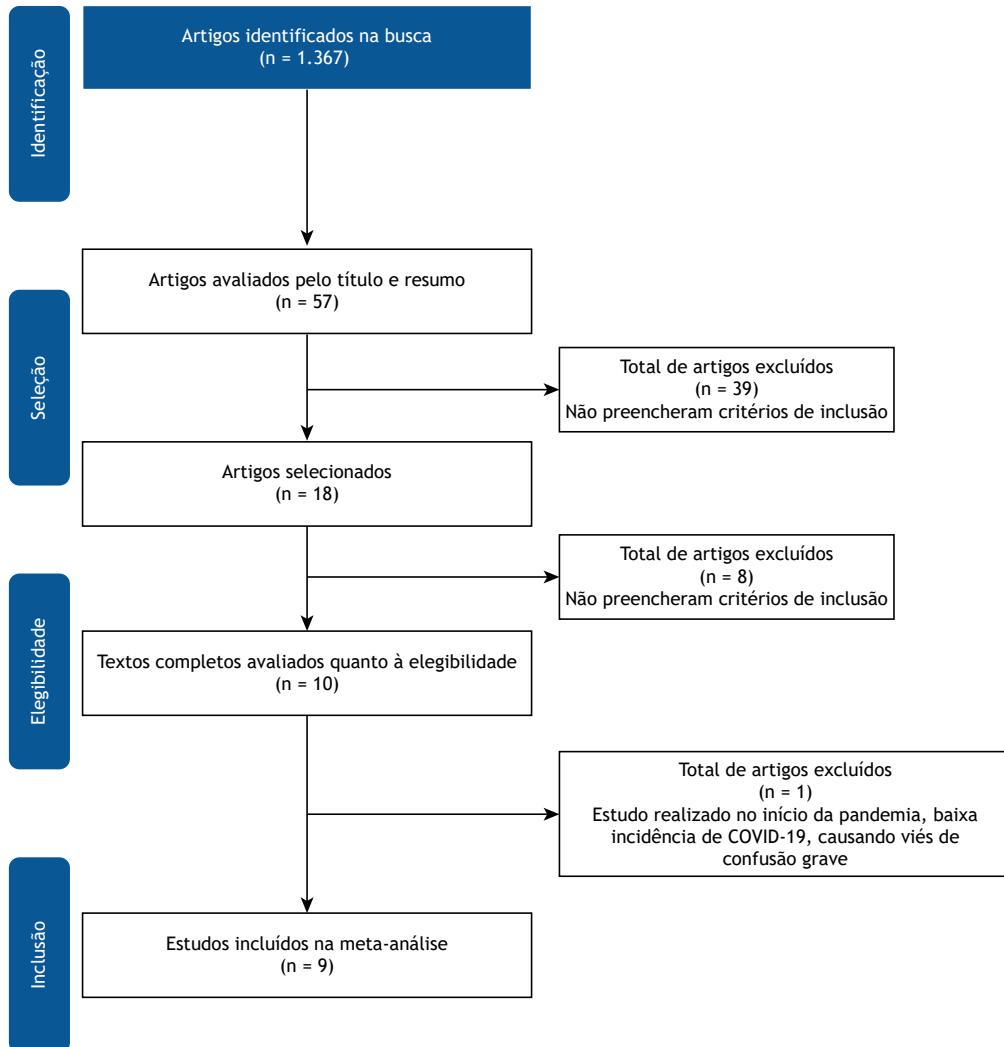 Identificação
Artigos identificados na busca
(n = 1.367)
Seleção
Artigos avaliados pelo título e resumo
(n = 57)
Total de artigos excluídos
(n = 39)
Não preencheram critérios de inclusão
Artigos selecionados
(n = 18)
Elegibilidade
Total de artigos excluídos
(n = 8)
Não preencheram critérios de inclusão
Textos completos avaliados quanto à elegibilidade
(n = 10)
Total de artigos excluídos
(n = 1)
Estudo realizado no início da pandemia, baixa
incidência de COVID-19, causando viés de
confusão grave
Inclusão
Estudos incluídos na meta-análise
(n = 9)